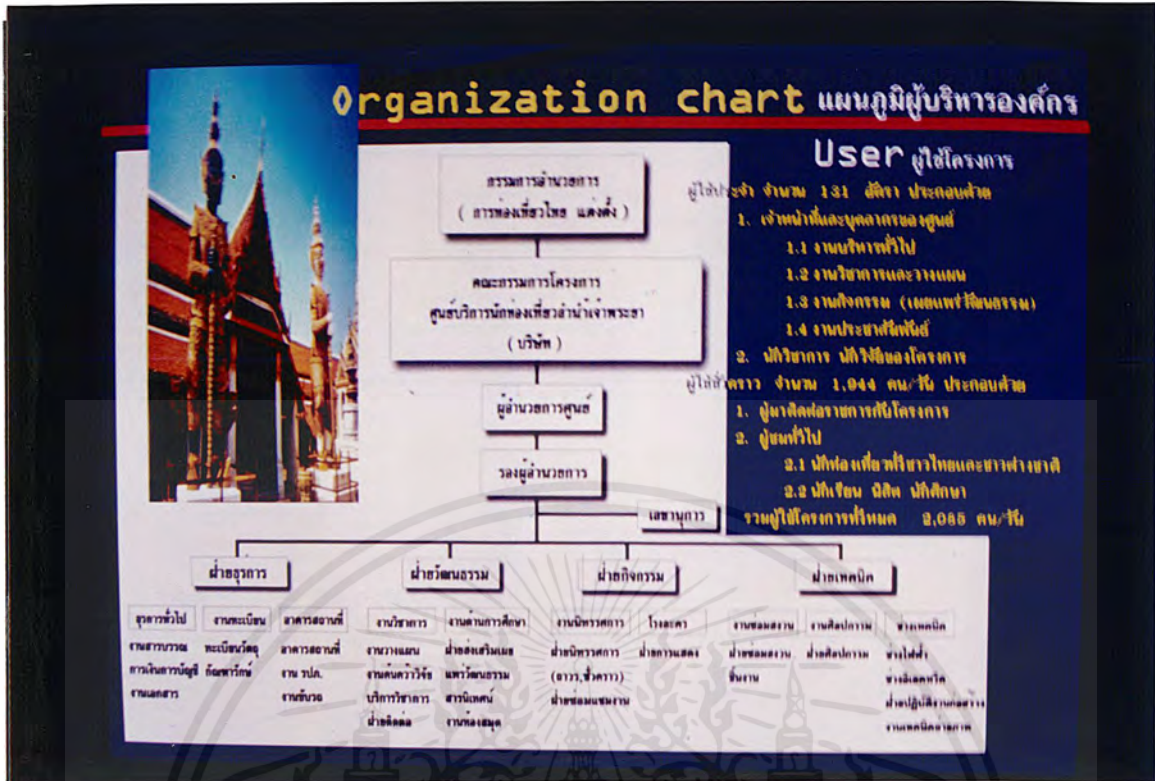 Organization chart แผนภูมิผู้บริหารองค์กร
User ผู้ใช้โครงการ
ผู้ใช้ประจำ จำนวน 131 อัตรา ประกอบด้วย
1. เจ้าหน้าที่และบุคลากรของศูนย์
1.1 งานบริหารทั่วไป
1.2 งานวิชาการและวางแผน
1.3 งานกิจกรรม (เผยแพร่วัฒนธรรม)
1.4 งานประชาสัมพันธ์
2. นักวิชาการ นักวิจัยของโครงการ
ผู้ใช้ชั่วคราว จำนวน 1,944 คน/วัน ประกอบด้วย
1. ผู้มาติดต่อราชการกับโครงการ
2. ผู้ชมทั่วไป
2.1 นักท่องเที่ยวทั้งชาวไทยและชาวต่างชาติ
2.2 นักเรียน นิสิต นักศึกษา
รวมผู้ใช้โครงการทั้งหมด 2,085 คน/วัน
กรรมการอำนวยการ
( การท่องเที่ยวไทย แต่งตั้ง )
คณะกรรมการโครงการ
ศูนย์บริการนักท่องเที่ยวลำน้ำเจ้าพระยา
( บริษัท )
ผู้อำนวยการศูนย์
รองผู้อำนวยการ
เลขานุการ
ฝ่ายธุรการ ฝ่ายวัฒนธรรม ฝ่ายกิจกรรม ฝ่ายเทคนิค
ธุรการทั่วไป งานทะเบียน อาคารสถานที่ งานวิชาการ งานด้านการศึกษา งานนิทรรศการ โรงละคร งานซ่อมสงวน งานศิลปกรรม ช่างเทคนิค
งานสารบรรณ ทะเบียนวัตถุ อาคารสถานที่ งานวางแผน ฝ่ายส่งเสริมเผย ฝ่ายนิทรรศการ ฝ่ายการแสดง ฝ่ายซ่อมสงวน ฝ่ายศิลปกรรม ช่างไฟฟ้า
การเงินการบัญชี ภัณฑารักษ์ งาน รปภ. งานค้นคว้าวิจัย แพร่วัฒนธรรม (ถาวร,ชั่วคราว) ชิ้นงาน ช่างอิเลคทริค
งานเอกสาร งานขับรถ บริการวิชาการ สารนิเทศน์ ฝ่ายซ่อมแซมงาน ฝ่ายปฏิบัติงานก่อสร้าง
ฝ่ายติดต่อ งานห้องสมุด งานเทคนิคฉายภาพ